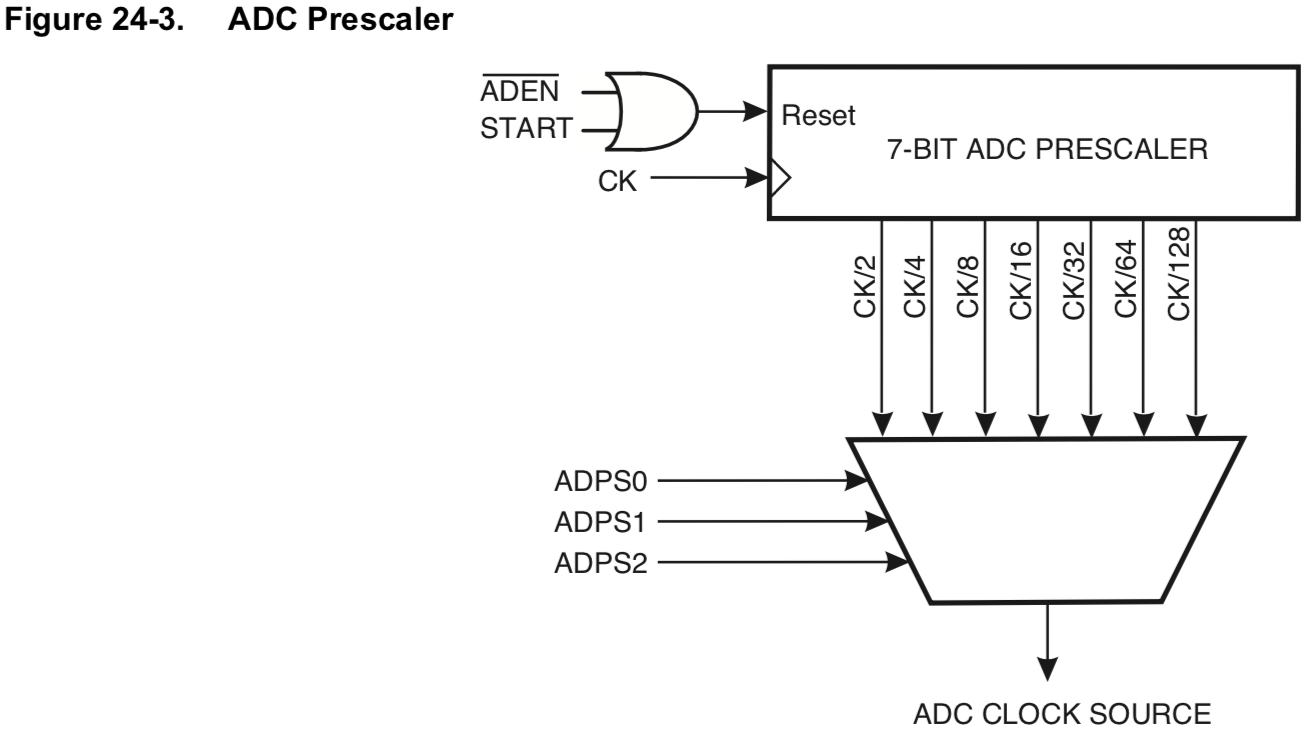 Figure 24-3. ADC Prescaler
ADEN
START
Reset
7-BIT ADC PRESCALER
CK
CK/2
CK/4
CK/8
CK/16
CK/32
CK/64
CK/128
ADPS0
ADPS1
ADPS2
ADC CLOCK SOURCE